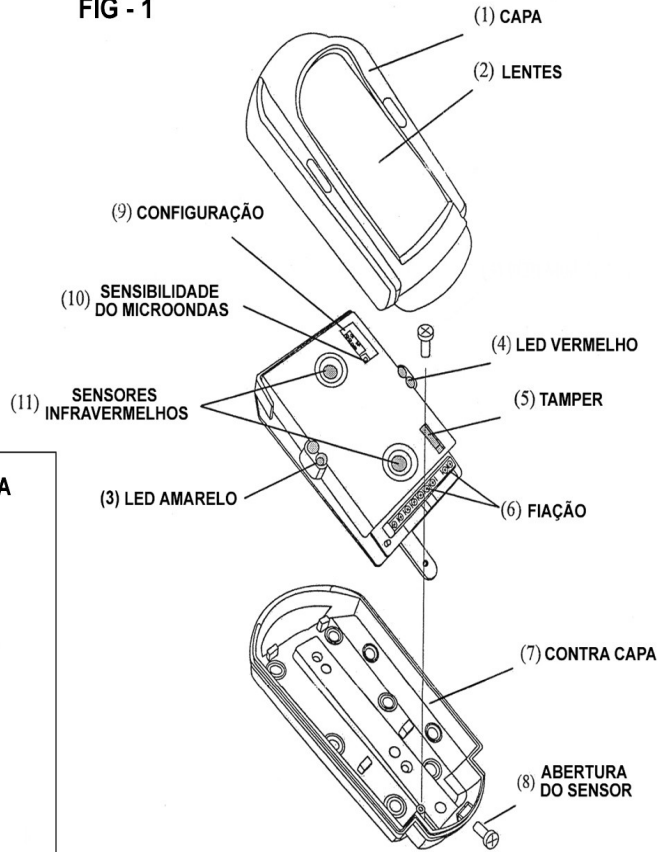 FIG - 1
(1) CAPA
(2) LENTES
(9) CONFIGURAÇÃO
(10) SENSIBILIDADE
DO MICROONDAS
(4) LED VERMELHO
(11) SENSORES
INFRAVERMELHOS
(5) TAMPER
A
(3) LED AMARELO
(6) FIAÇÃO
(7) CONTRA CAPA
(8) ABERTURA
DO SENSOR